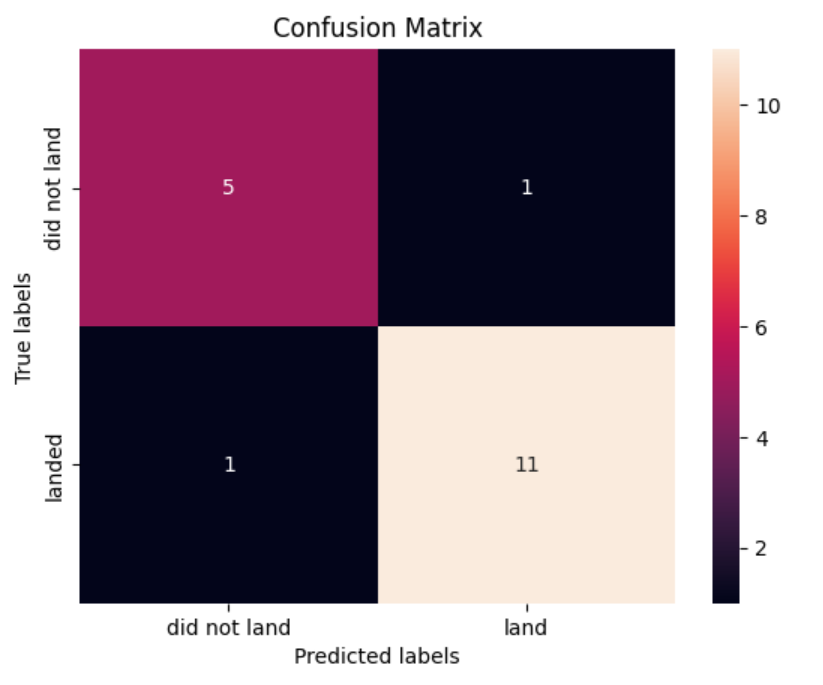 Confusion Matrix
True labels
did not land
landed
5
1
1
11
did not land
land
Predicted labels
10
8
6
4
2